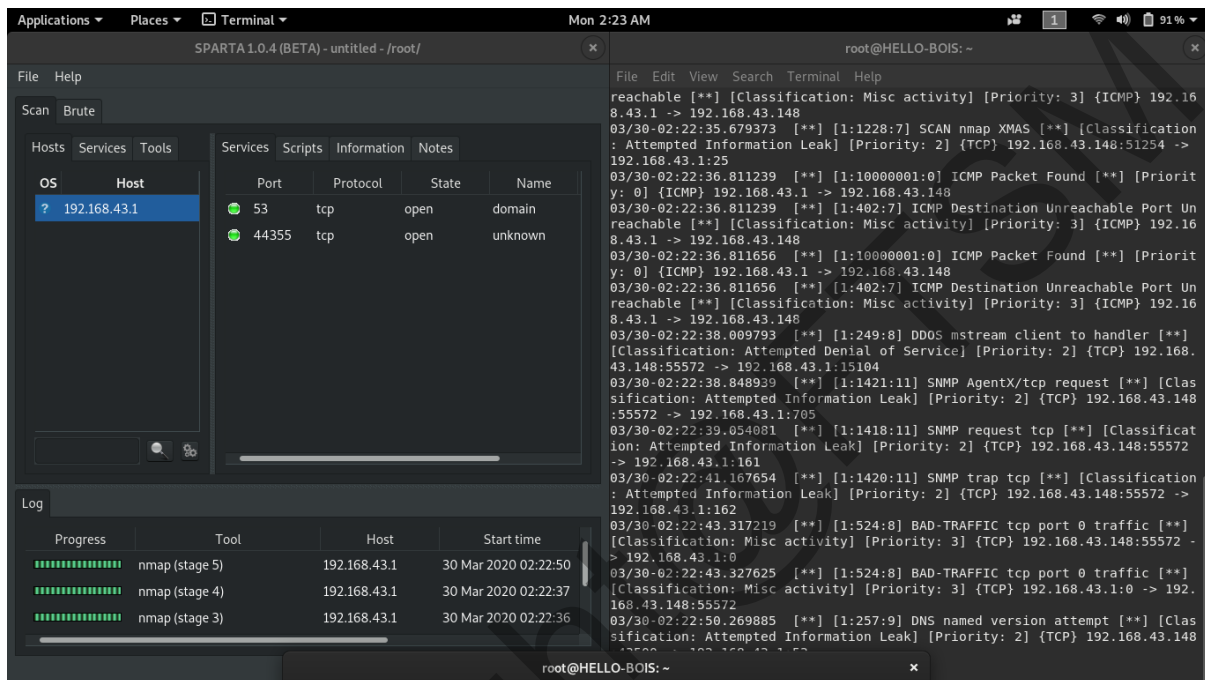 Applications ▾ Places ▾ Terminal ▾ Mon 2:23 AM 1 91 % ▾
SPARTA 1.0.4 (BETA) - untitled - /root/
File Help
Scan Brute
Hosts Services Tools
OS Host
? 192.168.43.1
Services Scripts Information Notes
Port Protocol State Name
53 tcp open domain
44355 tcp open unknown
Log
Progress Tool Host Start time
nmap (stage 5) 192.168.43.1 30 Mar 2020 02:22:50
nmap (stage 4) 192.168.43.1 30 Mar 2020 02:22:37
nmap (stage 3) 192.168.43.1 30 Mar 2020 02:22:36
root@HELLO-BOIS: ~
File Edit View Search Terminal Help
reachable [**] [Classification: Misc activity] [Priority: 3] {ICMP} 192.16
8.43.1 -> 192.168.43.148
03/30-02:22:35.679373 [**] [1:1228:7] SCAN nmap XMAS [**] [Classification
: Attempted Information Leak] [Priority: 2] {TCP} 192.168.43.148:51254 ->
192.168.43.1:25
03/30-02:22:36.811239 [**] [1:10000001:0] ICMP Packet Found [**] [Priorit
y: 0] {ICMP} 192.168.43.1 -> 192.168.43.148
03/30-02:22:36.811239 [**] [1:402:7] ICMP Destination Unreachable Port Un
reachable [**] [Classification: Misc activity] [Priority: 3] {ICMP} 192.16
8.43.1 -> 192.168.43.148
03/30-02:22:36.811656 [**] [1:10000001:0] ICMP Packet Found [**] [Priorit
y: 0] {ICMP} 192.168.43.1 -> 192.168.43.148
03/30-02:22:36.811656 [**] [1:402:7] ICMP Destination Unreachable Port Un
reachable [**] [Classification: Misc activity] [Priority: 3] {ICMP} 192.16
8.43.1 -> 192.168.43.148
03/30-02:22:38.009793 [**] [1:249:8] DDOS mstream client to handler [**]
[Classification: Attempted Denial of Service] [Priority: 2] {TCP} 192.168.
43.148:55572 -> 192.168.43.1:15104
03/30-02:22:38.848939 [**] [1:1421:11] SNMP AgentX/tcp request [**] [Clas
sification: Attempted Information Leak] [Priority: 2] {TCP} 192.168.43.148
:55572 -> 192.168.43.1:705
03/30-02:22:39.054081 [**] [1:1418:11] SNMP request tcp [**] [Classificat
ion: Attempted Information Leak] [Priority: 2] {TCP} 192.168.43.148:55572
-> 192.168.43.1:161
03/30-02:22:41.167654 [**] [1:1420:11] SNMP trap tcp [**] [Classification
: Attempted Information Leak] [Priority: 2] {TCP} 192.168.43.148:55572 ->
192.168.43.1:162
03/30-02:22:43.317219 [**] [1:524:8] BAD-TRAFFIC tcp port 0 traffic [**]
[Classification: Misc activity] [Priority: 3] {TCP} 192.168.43.148:55572 -
> 192.168.43.1:0
03/30-02:22:43.327625 [**] [1:524:8] BAD-TRAFFIC tcp port 0 traffic [**]
[Classification: Misc activity] [Priority: 3] {TCP} 192.168.43.1:0 -> 192.
168.43.148:55572
03/30-02:22:50.269885 [**] [1:257:9] DNS named version attempt [**] [Clas
sification: Attempted Information Leak] [Priority: 2] {TCP} 192.168.43.148
root@HELLO-BOIS: ~